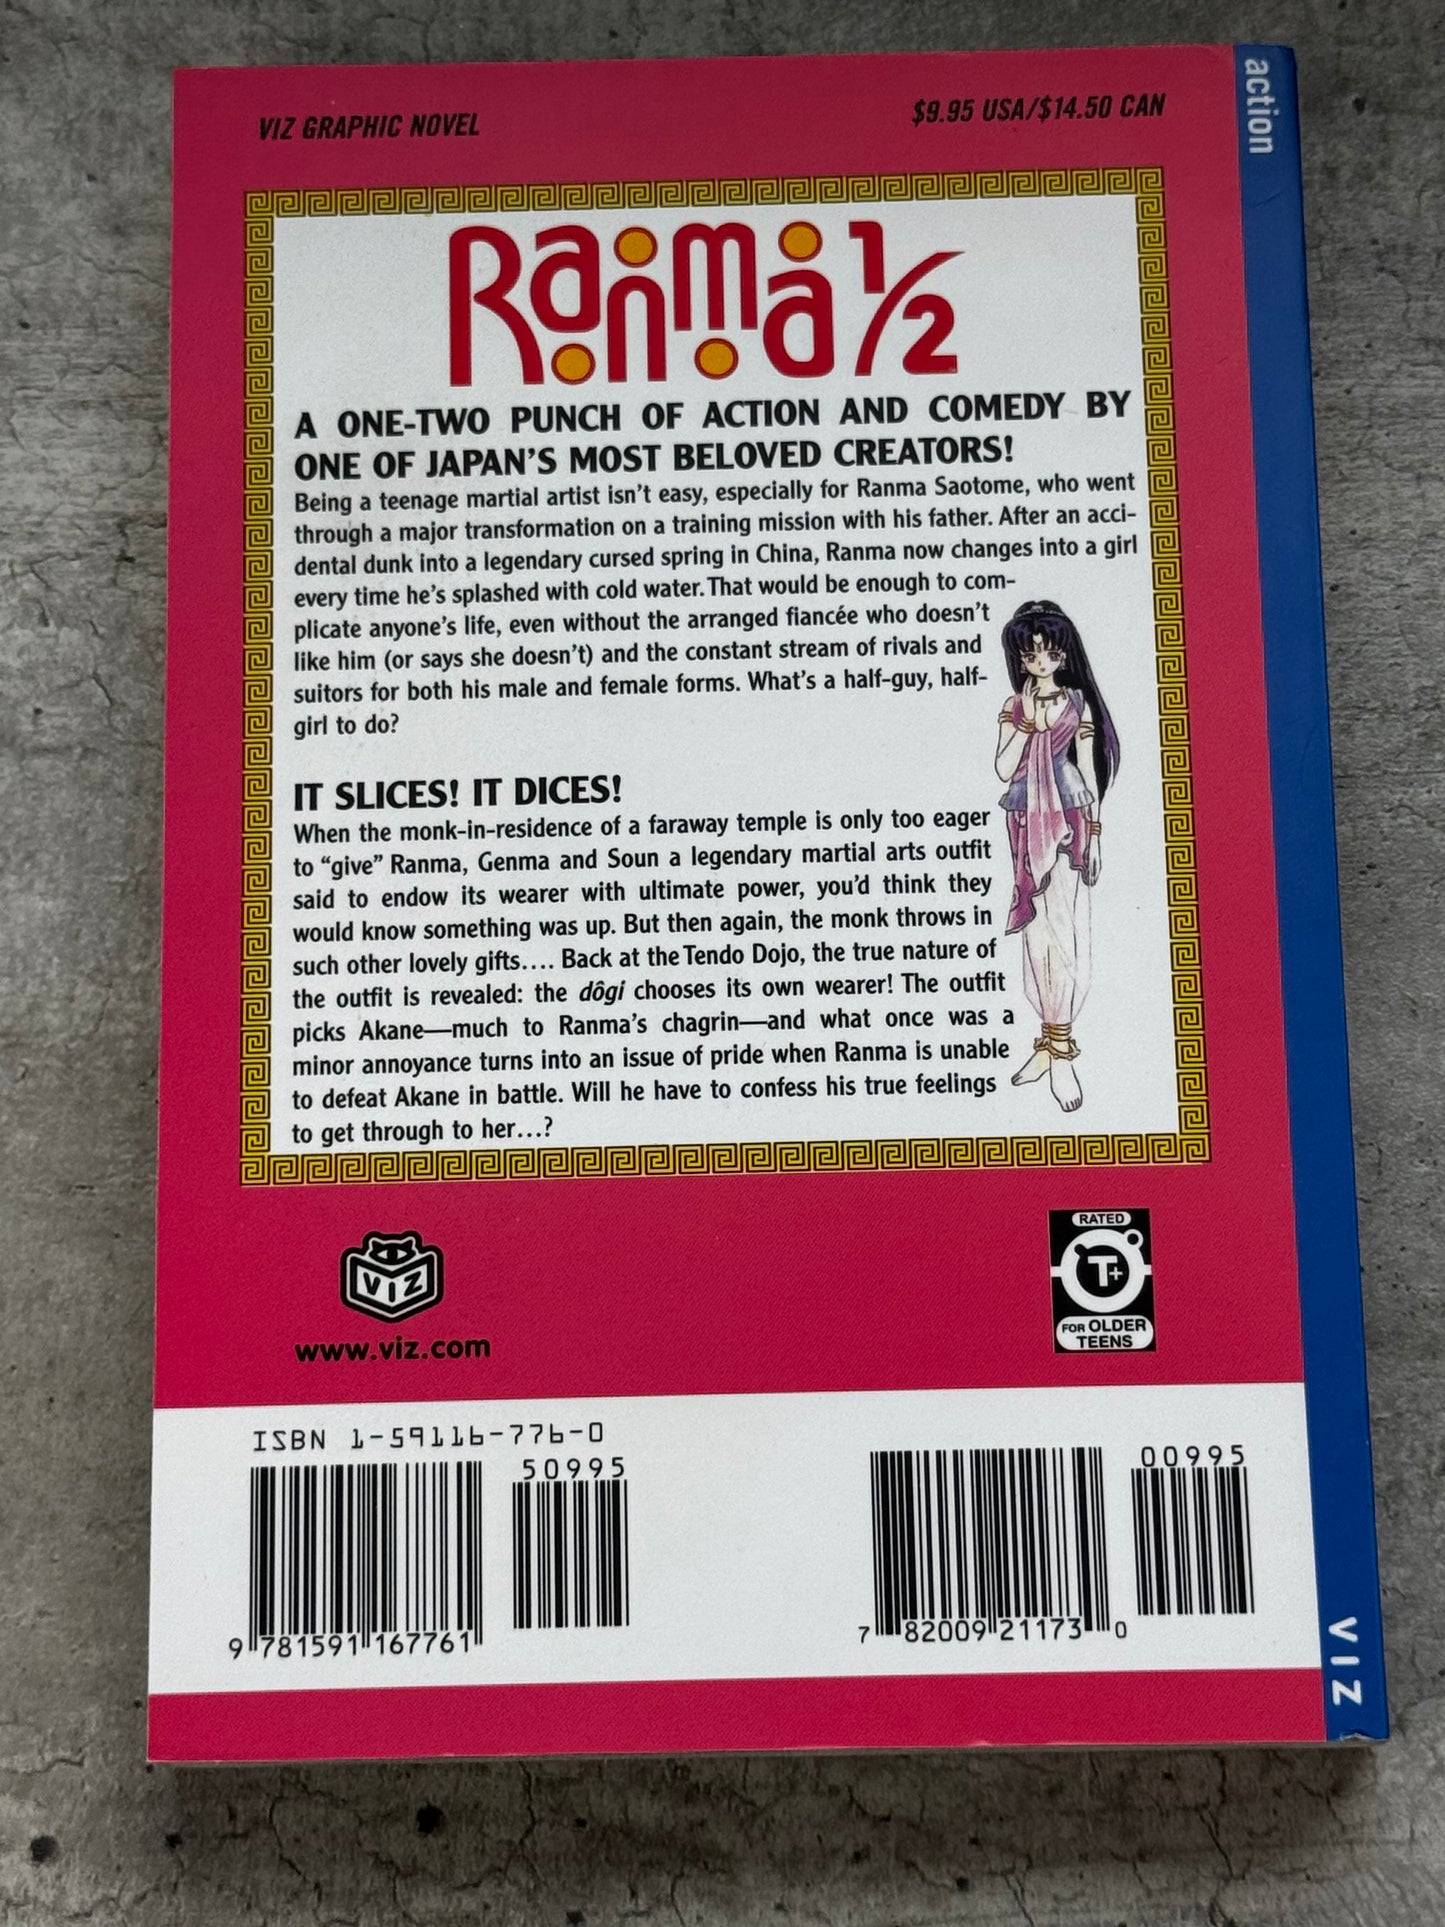 VIZ GRAPHIC NOVEL
$9.95 USA/$14.50 CAN
action
Ranma 1/2
A ONE-TWO PUNCH OF ACTION AND COMEDY BY
ONE OF JAPAN'S MOST BELOVED CREATORS!
Being a teenage martial artist isn't easy, especially for Ranma Saotome, who went
through a major transformation on a training mission with his father. After an acci-
dental dunk into a legendary cursed spring in China, Ranma now changes into a girl
every time he's splashed with cold water. That would be enough to com-
plicate anyone's life, even without the arranged fiancée who doesn't
like him (or says she doesn't) and the constant stream of rivals and
suitors for both his male and female forms. What's a half-guy, half-
girl to do?
IT SLICES! IT DICES!
When the monk-in-residence of a faraway temple is only too eager
to “give” Ranma, Genma and Soun a legendary martial arts outfit
said to endow its wearer with ultimate power, you'd think they
would know something was up. But then again, the monk throws in
such other lovely gifts.... Back at the Tendo Dojo, the true nature of
the outfit is revealed: the dôgi chooses its own wearer! The outfit
picks Akane—much to Ranma's chagrin—and what once was a
minor annoyance turns into an issue of pride when Ranma is unable
to defeat Akane in battle. Will he have to confess his true feelings
to get through to her...?
VIZ
www.viz.com
RATED
T+
FOR OLDER
TEENS
ISBN 1-59116-776-0
50995
9 781591 167761
00995
7 82009 21173 0
VIZ